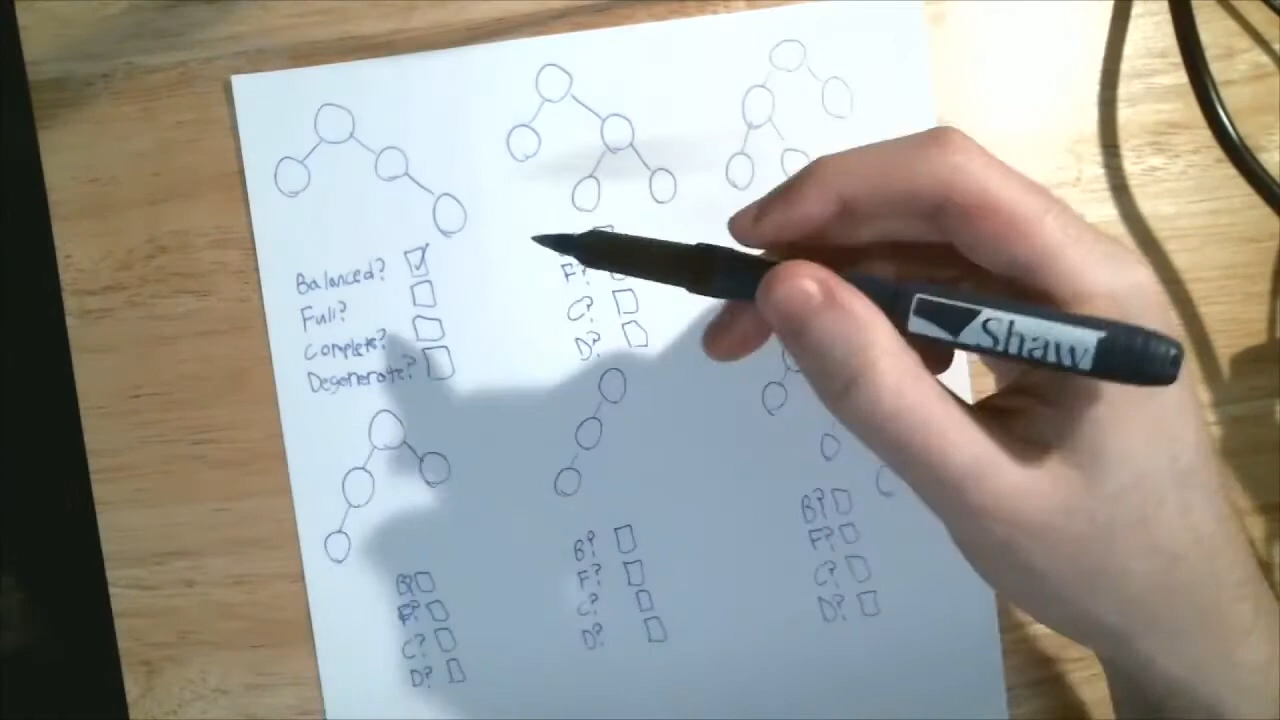 Balanced?
Full?
Complete?
Degenerate?
F?
C?
D?
Shaw
B?
F?
C?
D?
B?
F?
C?
D?
B?
F?
C?
D?